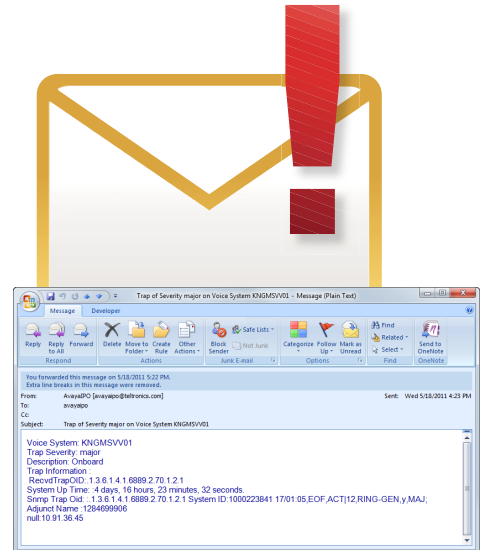 Trap of Severity major on Voice System KNGMSVV01 - Message (Plain Text)
Message Developer
Reply
Reply to All
Forward
Respond
Delete
Move to Folder
Create Rule
Other Actions
Actions
Block Sender
Safe Lists
Not Junk
Junk E-mail
Categorize
Follow Up
Mark as Unread
Options
Find
Related
Select
Find
Send to OneNote
OneNote
You forwarded this message on 5/18/2011 5:22 PM.
Extra line breaks in this message were removed.
From: AvayaIPO [avayaipo@teltronics.com] Sent: Wed 5/18/2011 4:23 PM
To: avayaipo
Cc:
Subject: Trap of Severity major on Voice System KNGMSVV01
Voice System: KNGMSVV01
Trap Severity: major
Description: Onboard
Trap Information :
RecvdTrapOID:.1.3.6.1.4.1.6889.2.70.1.2.1
System Up Time: :4 days, 16 hours, 23 minutes, 32 seconds.
Snmp Trap Oid: :.1.3.6.1.4.1.6889.2.70.1.2.1 System ID:1000223841 17/01:05,EOF,ACT|12,RING-GEN,y,MAJ;
Adjunct Name :1284699906
null:10.91.36.45